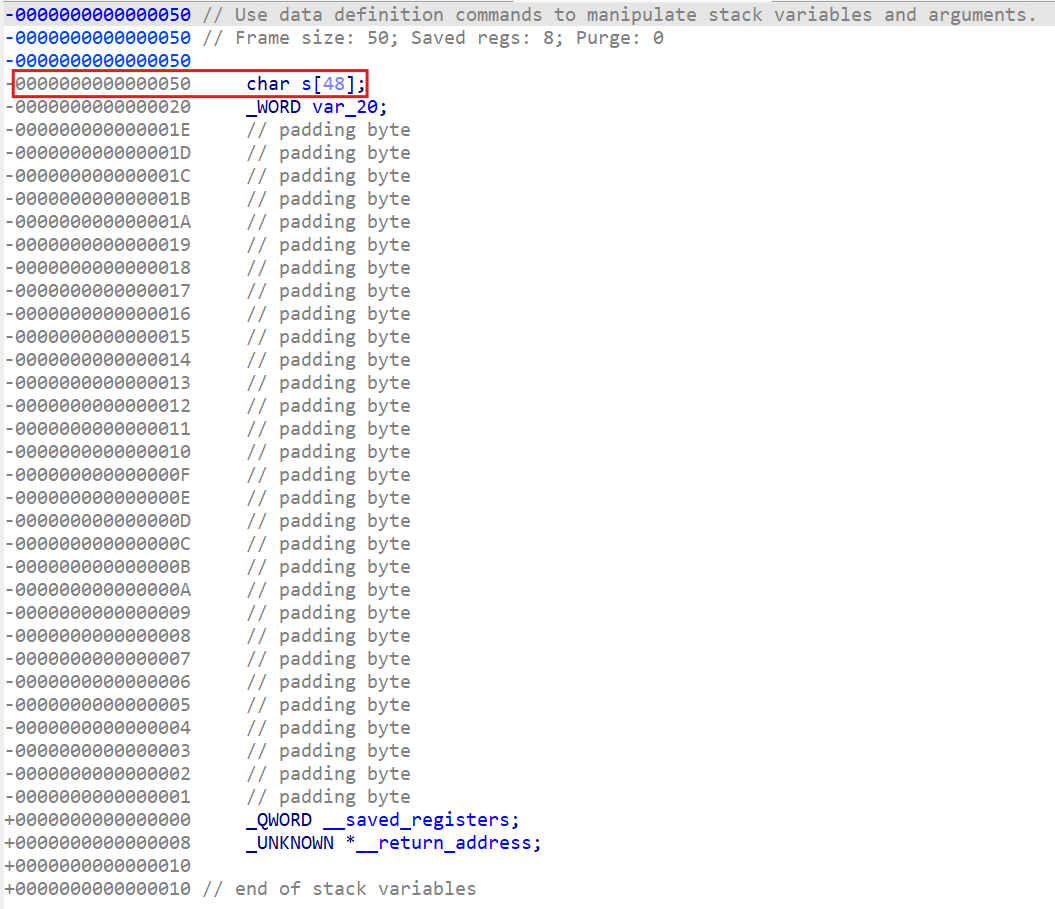 -0000000000000050 // Use data definition commands to manipulate stack variables and arguments.
-0000000000000050 // Frame size: 50; Saved regs: 8; Purge: 0
-0000000000000050
-0000000000000050     char s[48];
-0000000000000020     _WORD var_20;
-000000000000001E     // padding byte
-000000000000001D     // padding byte
-000000000000001C     // padding byte
-000000000000001B     // padding byte
-000000000000001A     // padding byte
-0000000000000019     // padding byte
-0000000000000018     // padding byte
-0000000000000017     // padding byte
-0000000000000016     // padding byte
-0000000000000015     // padding byte
-0000000000000014     // padding byte
-0000000000000013     // padding byte
-0000000000000012     // padding byte
-0000000000000011     // padding byte
-0000000000000010     // padding byte
-000000000000000F     // padding byte
-000000000000000E     // padding byte
-000000000000000D     // padding byte
-000000000000000C     // padding byte
-000000000000000B     // padding byte
-000000000000000A     // padding byte
-0000000000000009     // padding byte
-0000000000000008     // padding byte
-0000000000000007     // padding byte
-0000000000000006     // padding byte
-0000000000000005     // padding byte
-0000000000000004     // padding byte
-0000000000000003     // padding byte
-0000000000000002     // padding byte
-0000000000000001     // padding byte
+0000000000000000     _QWORD __saved_registers;
+0000000000000008     _UNKNOWN *__return_address;
+0000000000000010
+0000000000000010 // end of stack variables